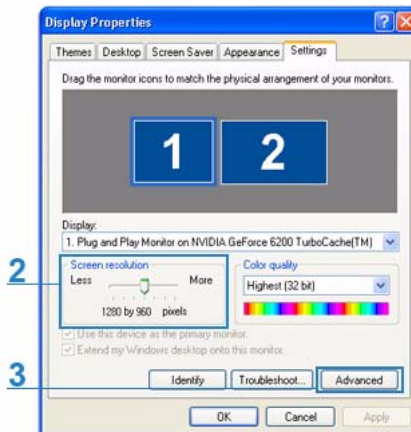 Display Properties
Themes Desktop Screen Saver Appearance Settings
Drag the monitor icons to match the physical arrangement of your monitors.
1 2
Display:
1. Plug and Play Monitor on NVIDIA GeForce 6200 TurboCache(TM)
2
Screen resolution
Less More
1280 by 960 pixels
Color quality
Highest (32 bit)
Use this device as the primary monitor.
Extend my Windows desktop onto this monitor.
3
Identify Troubleshoot... Advanced
OK Cancel Apply